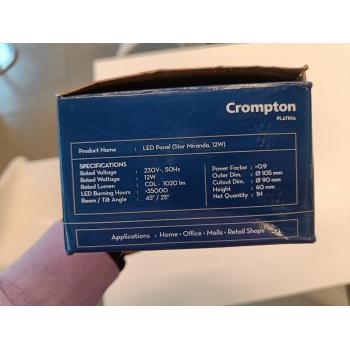 Crompton
PLATINA
Product Name : LED Panel (Star Miranda, 12W)
SPECIFICATIONS
Rated Voltage : 230V~, 50Hz
Rated Wattage : 12W
Rated Lumen : CDL - 1020 lm
LED Burning Hours : ~35000
Beam / Tilt Angle : 45° / 25°
Power Factor : >0.9
Outer Dim. : Ø 105 mm
Cutout Dim. : Ø 90 mm
Height : 60 mm
Net Quantity : 1N
Applications : Home • Office • Malls • Retail Shops